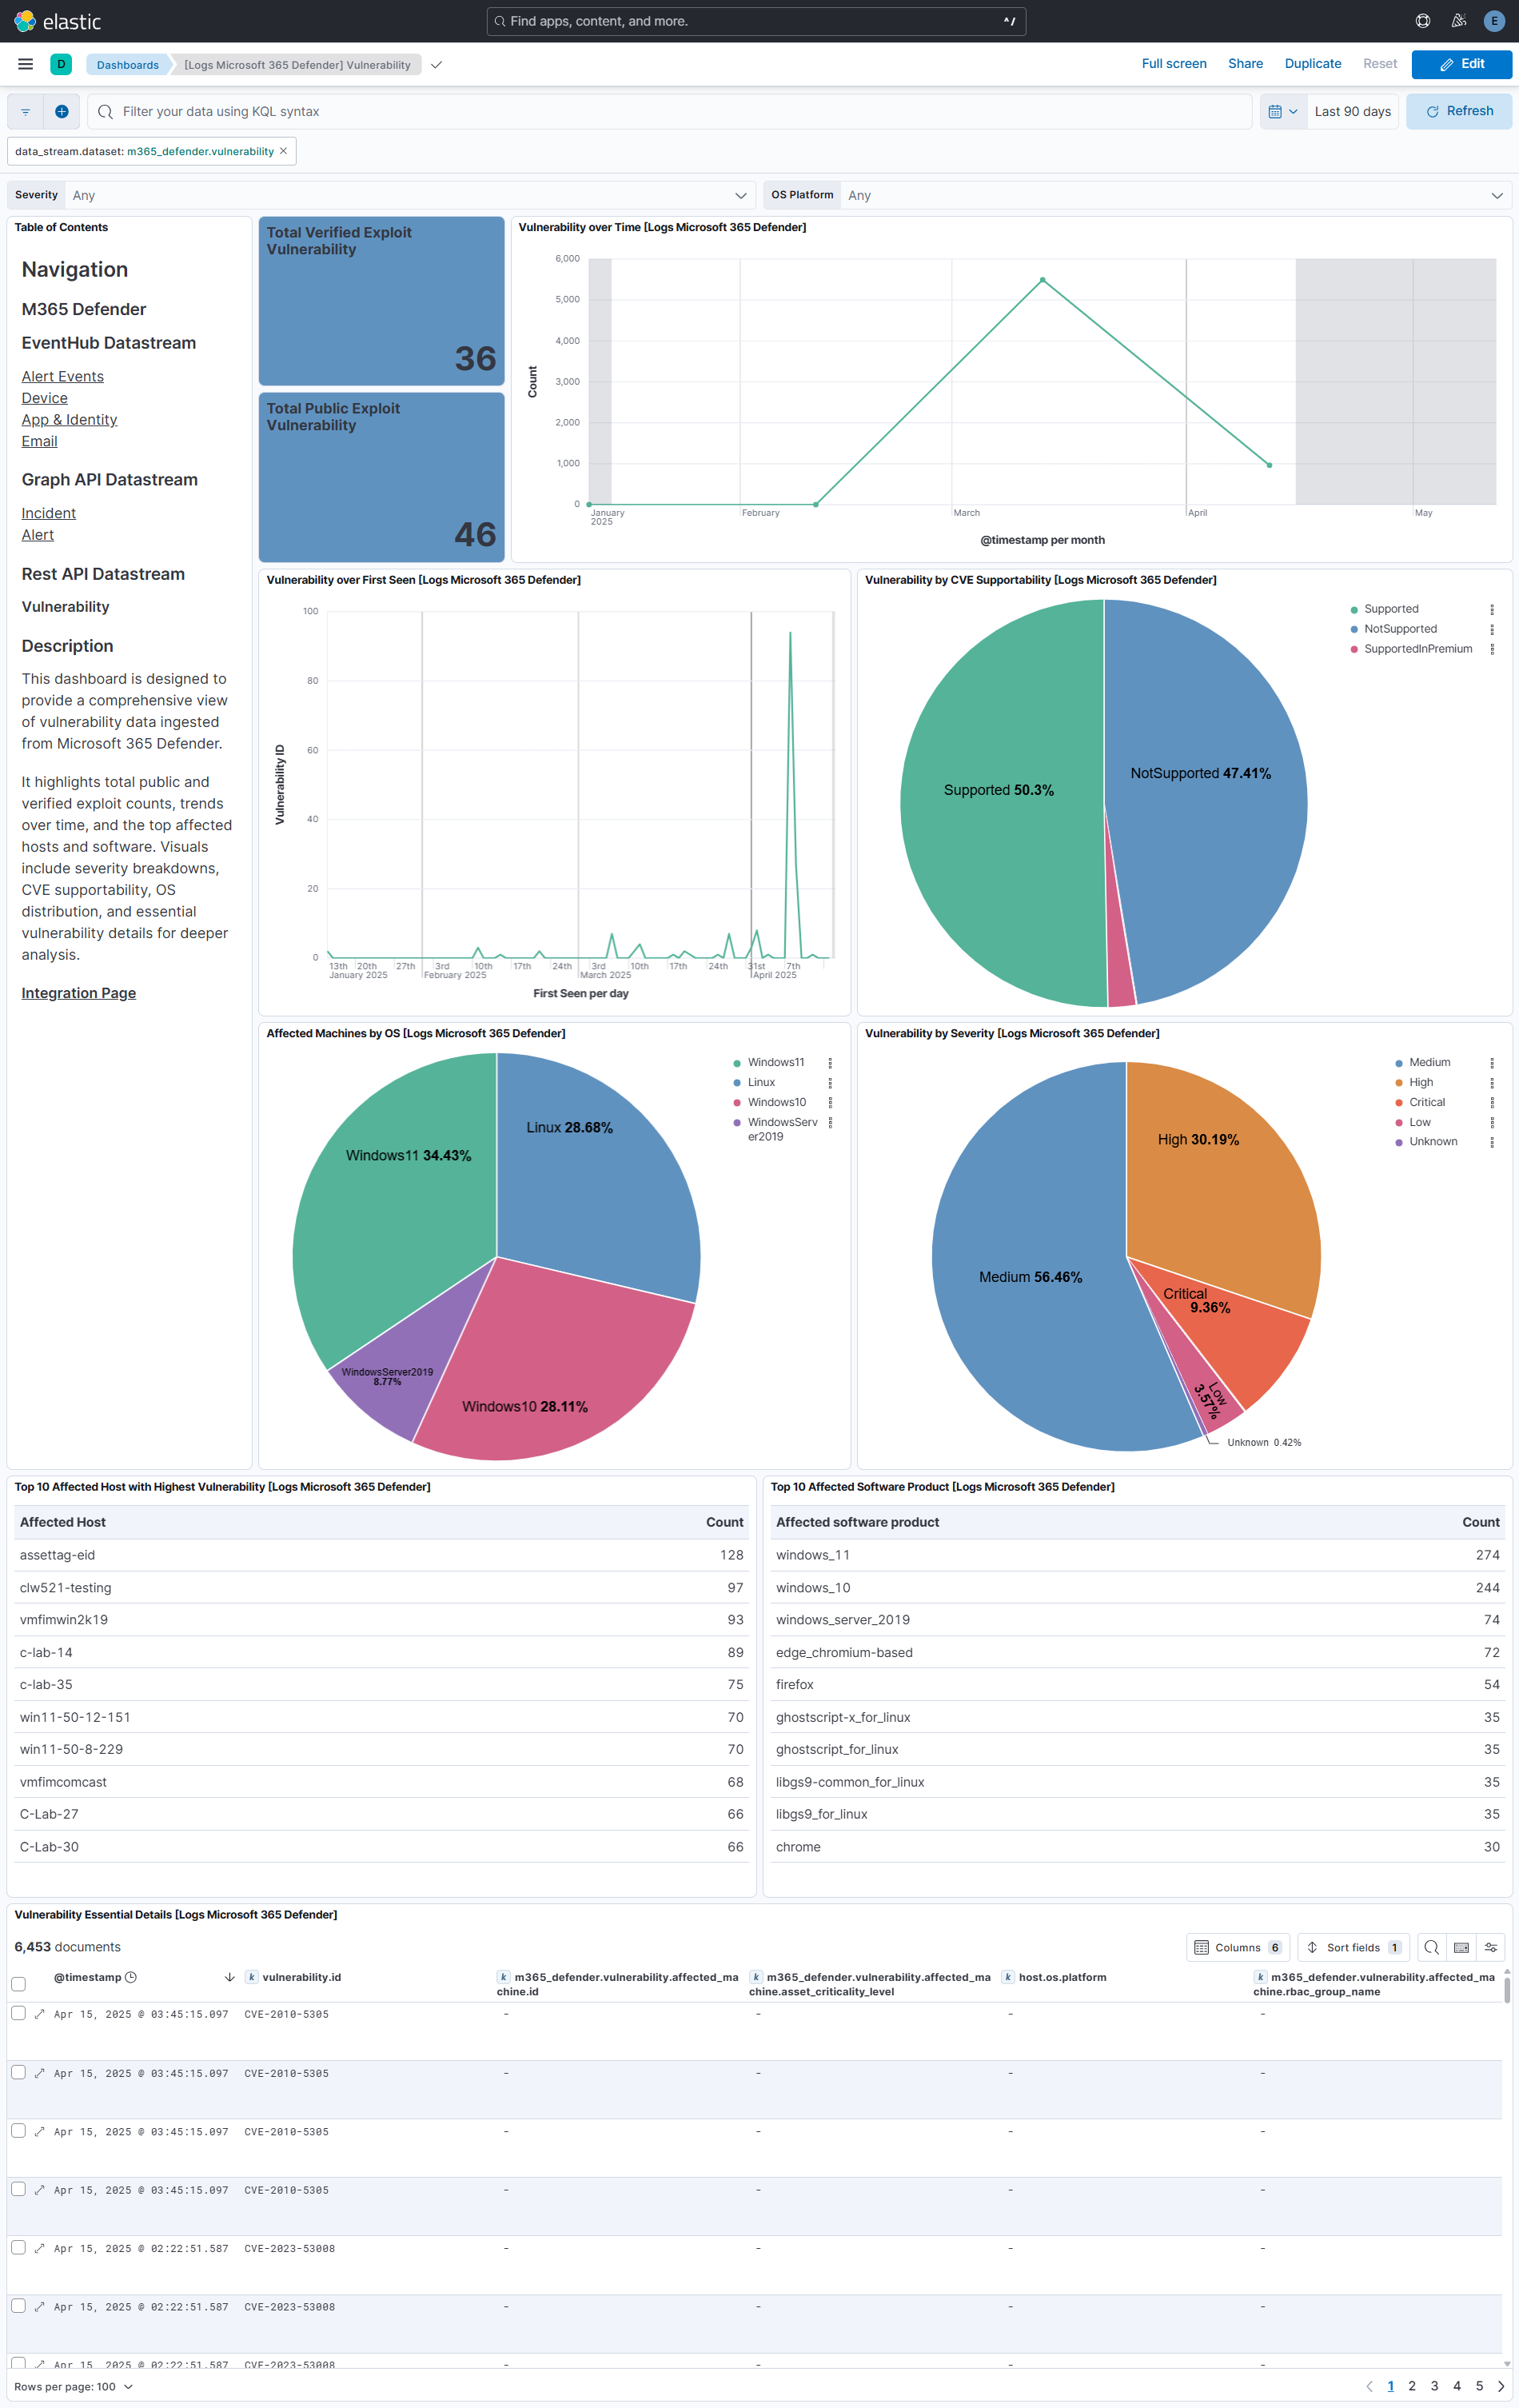 elastic
Find apps, content, and more.
^/
E
D
Dashboards
[Logs Microsoft 365 Defender] Vulnerability
Full screen
Share
Duplicate
Reset
Edit
Filter your data using KQL syntax
Last 90 days
Refresh
data_stream.dataset: m365_defender.vulnerability
Severity Any
OS Platform Any
Table of Contents
Navigation
M365 Defender
EventHub Datastream
Alert Events
Device
App & Identity
Email
Graph API Datastream
Incident
Alert
Rest API Datastream
Vulnerability
Description
This dashboard is designed to
provide a comprehensive view
of vulnerability data ingested
from Microsoft 365 Defender.
It highlights total public and
verified exploit counts, trends
over time, and the top affected
hosts and software. Visuals
include severity breakdowns,
CVE supportability, OS
distribution, and essential
vulnerability details for deeper
analysis.
Integration Page
Total Verified Exploit
Vulnerability
36
Total Public Exploit
Vulnerability
46
Vulnerability over Time [Logs Microsoft 365 Defender]
Count
6,000
5,000
4,000
3,000
2,000
1,000
0
January
2025
February
March
April
May
@timestamp per month
Vulnerability over First Seen [Logs Microsoft 365 Defender]
Vulnerability ID
100
80
60
40
20
0
13th 20th 27th 3rd 10th 17th 24th 3rd 10th 17th 24th 31st 7th
January 2025 February 2025 March 2025 April 2025
First Seen per day
Vulnerability by CVE Supportability [Logs Microsoft 365 Defender]
Supported 50.3%
NotSupported 47.41%
Supported
NotSupported
SupportedInPremium
Affected Machines by OS [Logs Microsoft 365 Defender]
Linux 28.68%
Windows11 34.43%
WindowsServer2019
8.77%
Windows10 28.11%
Windows11
Linux
Windows10
WindowsServ
er2019
Vulnerability by Severity [Logs Microsoft 365 Defender]
High 30.19%
Medium 56.46%
Critical
9.36%
Low
3.57%
Unknown 0.42%
Medium
High
Critical
Low
Unknown
Top 10 Affected Host with Highest Vulnerability [Logs Microsoft 365 Defender]
Affected Host Count
assettag-eid 128
clw521-testing 97
vmfimwin2k19 93
c-lab-14 89
c-lab-35 75
win11-50-12-151 70
win11-50-8-229 70
vmfimcomcast 68
C-Lab-27 66
C-Lab-30 66
Top 10 Affected Software Product [Logs Microsoft 365 Defender]
Affected software product Count
windows_11 274
windows_10 244
windows_server_2019 74
edge_chromium-based 72
firefox 54
ghostscript-x_for_linux 35
ghostscript_for_linux 35
libgs9-common_for_linux 35
libgs9_for_linux 35
chrome 30
Vulnerability Essential Details [Logs Microsoft 365 Defender]
6,453 documents
Columns 6
Sort fields 1
@timestamp
k vulnerability.id
k m365_defender.vulnerability.affected_ma
chine.id
k m365_defender.vulnerability.affected_ma
chine.asset_criticality_level
k host.os.platform
k m365_defender.vulnerability.affected_ma
chine.rbac_group_name
Apr 15, 2025 @ 03:45:15.097 CVE-2010-5305 - - - -
Apr 15, 2025 @ 03:45:15.097 CVE-2010-5305 - - - -
Apr 15, 2025 @ 03:45:15.097 CVE-2010-5305 - - - -
Apr 15, 2025 @ 03:45:15.097 CVE-2010-5305 - - - -
Apr 15, 2025 @ 02:22:51.587 CVE-2023-53008 - - - -
Apr 15, 2025 @ 02:22:51.587 CVE-2023-53008 - - - -
Apr 15, 2025 @ 02:22:51.587 CVE-2023-53008 - - - -
Rows per page: 100
1 2 3 4 5